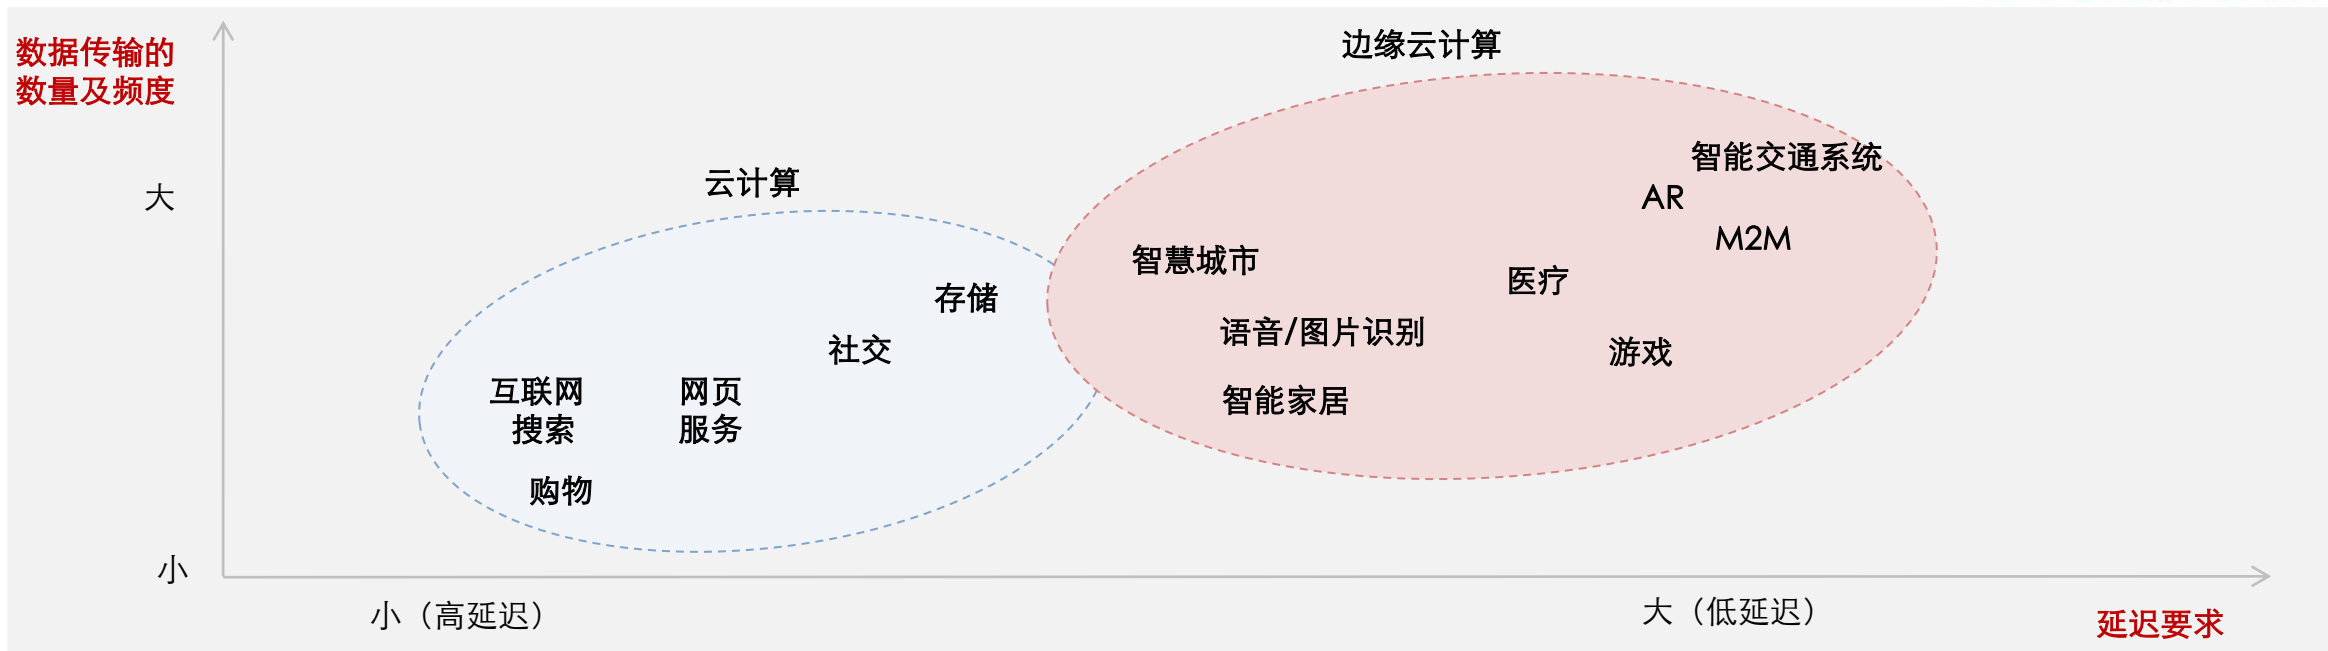 数据传输的
数量及频度
边缘云计算
智能交通系统
云计算
大
AR
M2M
智慧城市
医疗
存储
语音/图片识别
社交
游戏
互联网
搜索
网页
服务
智能家居
购物
小
小（高延迟）
大（低延迟）
延迟要求